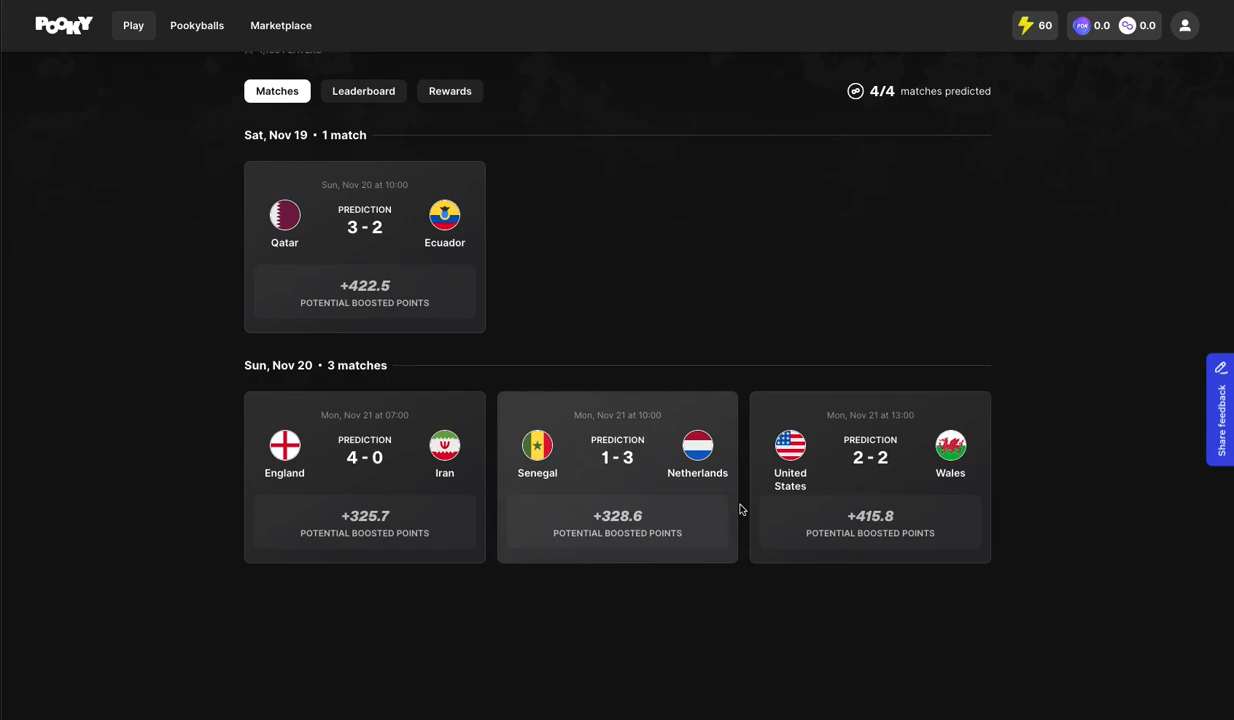 POOKY
Play
Pookyballs
Marketplace
60
POK
0.0
0.0
Matches
Leaderboard
Rewards
4/4 matches predicted
Sat, Nov 19 • 1 match
Sun, Nov 20 at 10:00
PREDICTION
3 - 2
Qatar
Ecuador
+422.5
POTENTIAL BOOSTED POINTS
Sun, Nov 20 • 3 matches
Mon, Nov 21 at 07:00
PREDICTION
4 - 0
England
Iran
+325.7
POTENTIAL BOOSTED POINTS
Mon, Nov 21 at 10:00
PREDICTION
1 - 3
Senegal
Netherlands
+328.6
POTENTIAL BOOSTED POINTS
Mon, Nov 21 at 13:00
PREDICTION
2 - 2
United
States
Wales
+415.8
POTENTIAL BOOSTED POINTS
Share feedback